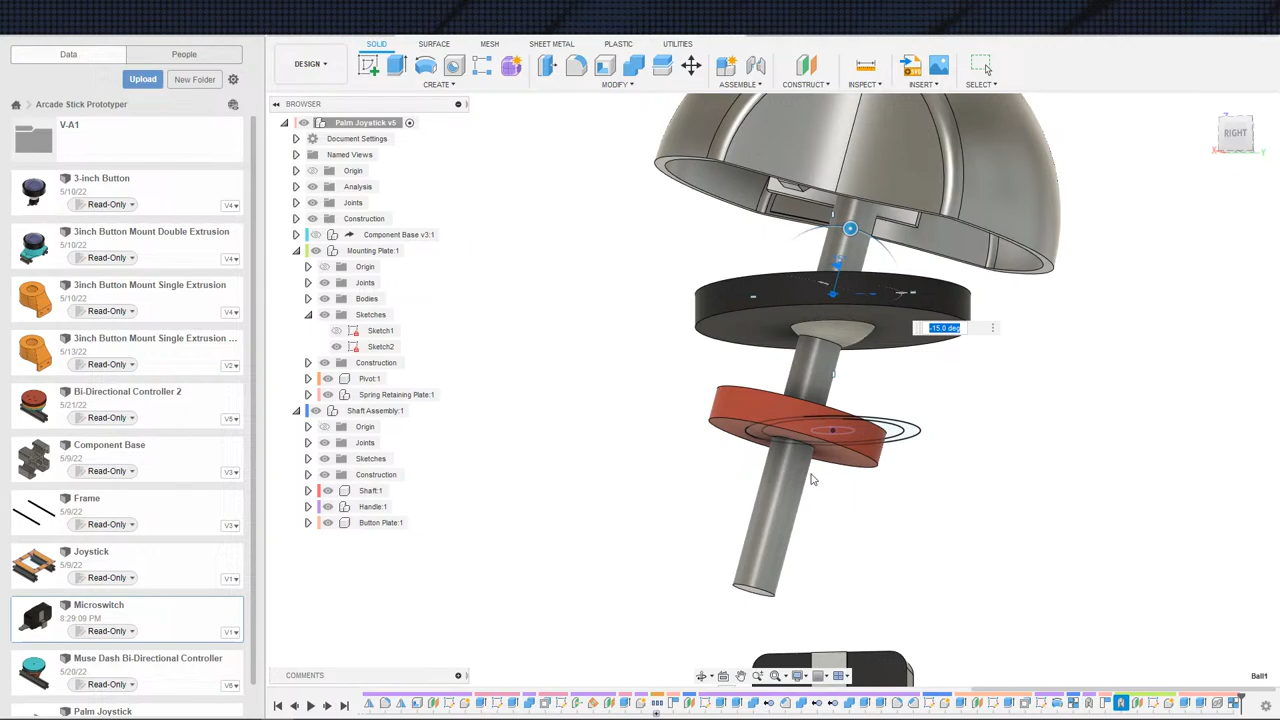 Data People
Upload New Folder
Arcade Stick Prototyper
V-A1
3-inch Button
5/10/22
Read-Only V4
3inch Button Mount Double Extrusion
5/10/22
Read-Only V4
3inch Button Mount Single Extrusion
5/10/22
Read-Only V4
3inch Button Mount Single Extrusion ...
5/13/22
Read-Only V2
Bi-Directional Controller 2
5/21/22
Read-Only
Component Base
5/9/22
Read-Only V3
Frame
5/9/22
Read-Only V3
Joystick
5/9/22
Read-Only V1
Microswitch
8:29:09 PM
Read-Only V1
Muse Dash Bi-Directional Controller
5/20/22
Read-Only
Palm Joystick
DESIGN
SOLID SURFACE MESH SHEET METAL PLASTIC UTILITIES
CREATE MODIFY ASSEMBLE CONSTRUCT INSPECT INSERT SELECT
BROWSER
Palm Joystick v5
Document Settings
Named Views
Origin
Analysis
Joints
Construction
Component Base v3:1
Mounting Plate:1
Origin
Joints
Bodies
Sketches
Sketch1
Sketch2
Construction
Pivot:1
Spring Retaining Plate:1
Shaft Assembly:1
Origin
Joints
Sketches
Construction
Shaft:1
Handle:1
Button Plate:1
COMMENTS
RIGHT
Z
X Y
-15.0 deg
Ball1